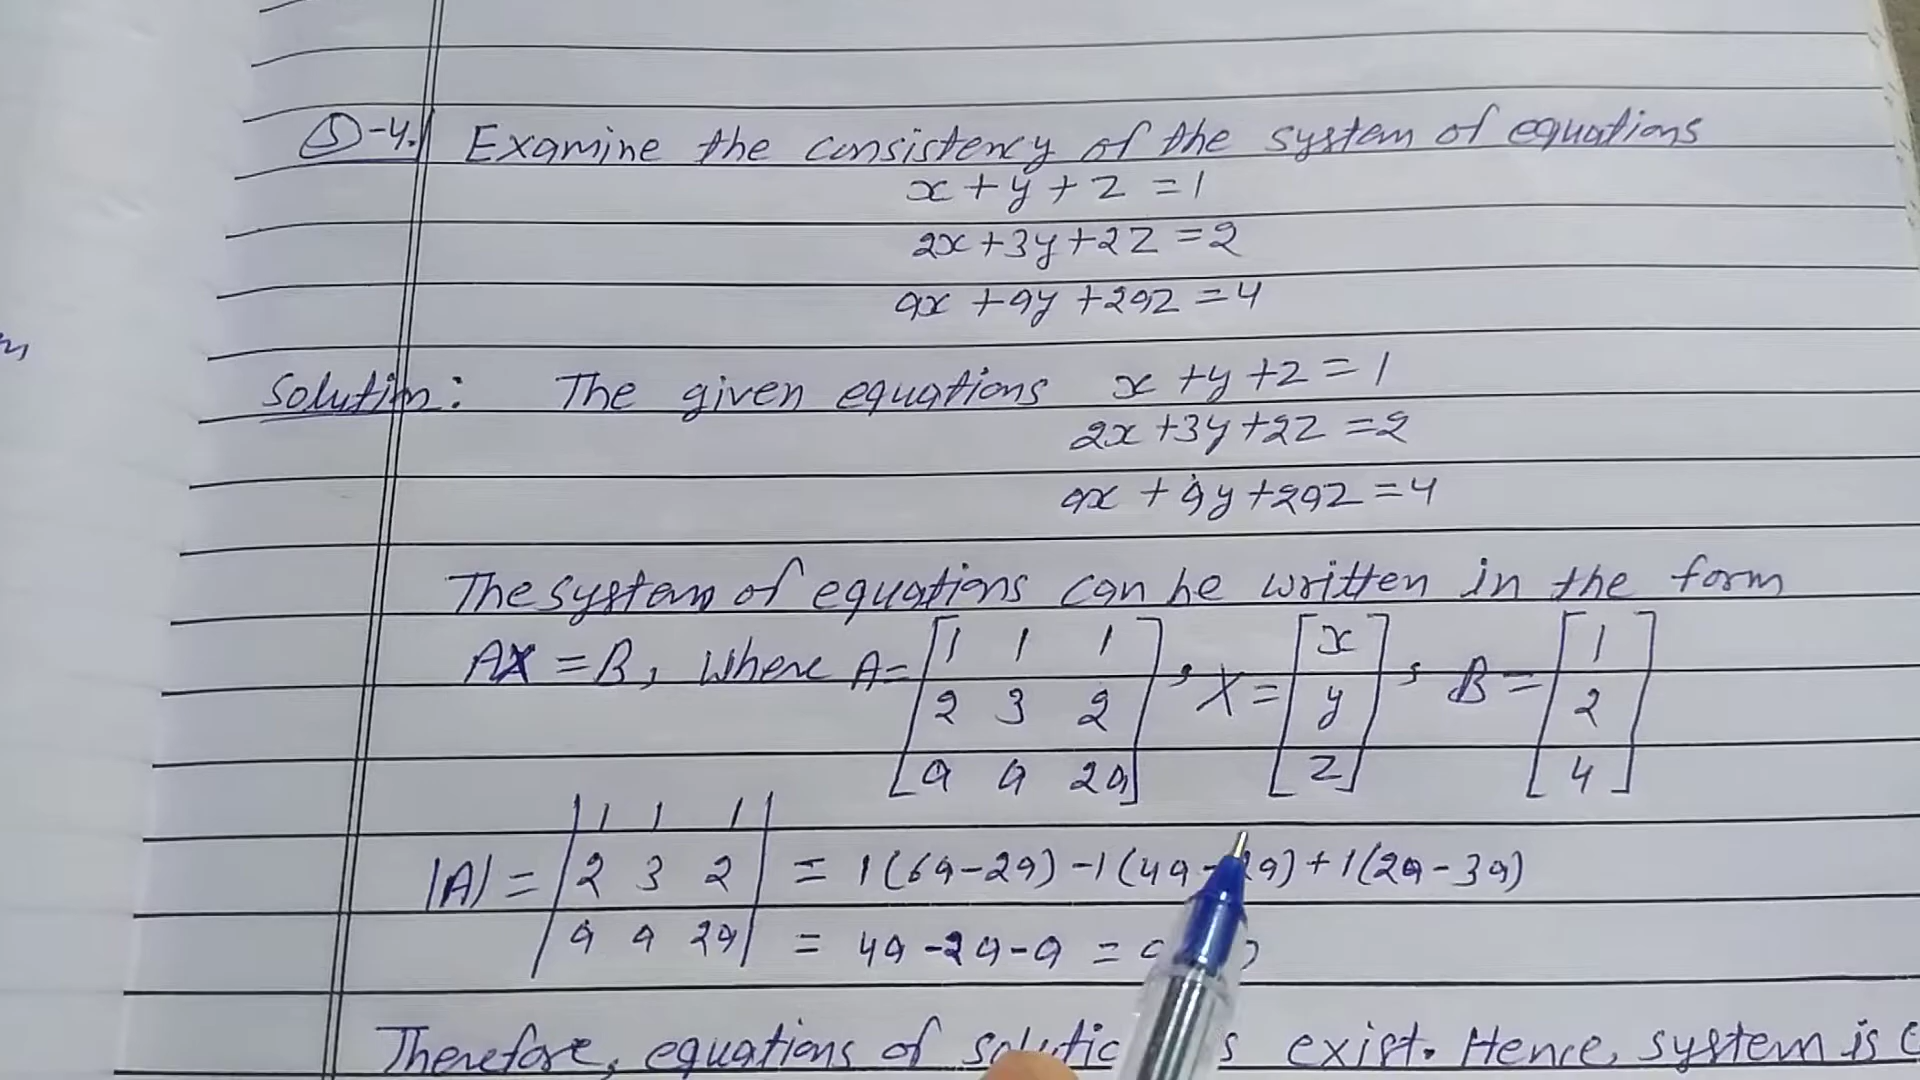 Q-4. Examine the consistency of the system of equations
x+y+z=1
2x+3y+2z=2
ax+ay+2az=4
Solution: The given equations x+y+z=1
2x+3y+2z=2
ax+ay+2az=4
The system of equations can be written in the form
AX=B, Where A=[1 1 1, X=[x, B=[1
2 3 2 y 2
a a 2a] z] 4]
|A|=|1 1 1|
2 3 2 = 1(6a-2a)-1(4a-2a)+1(2a-3a)
a a 2a = 4a-2a-a =
Therefore, equations of exist. Hence, system is